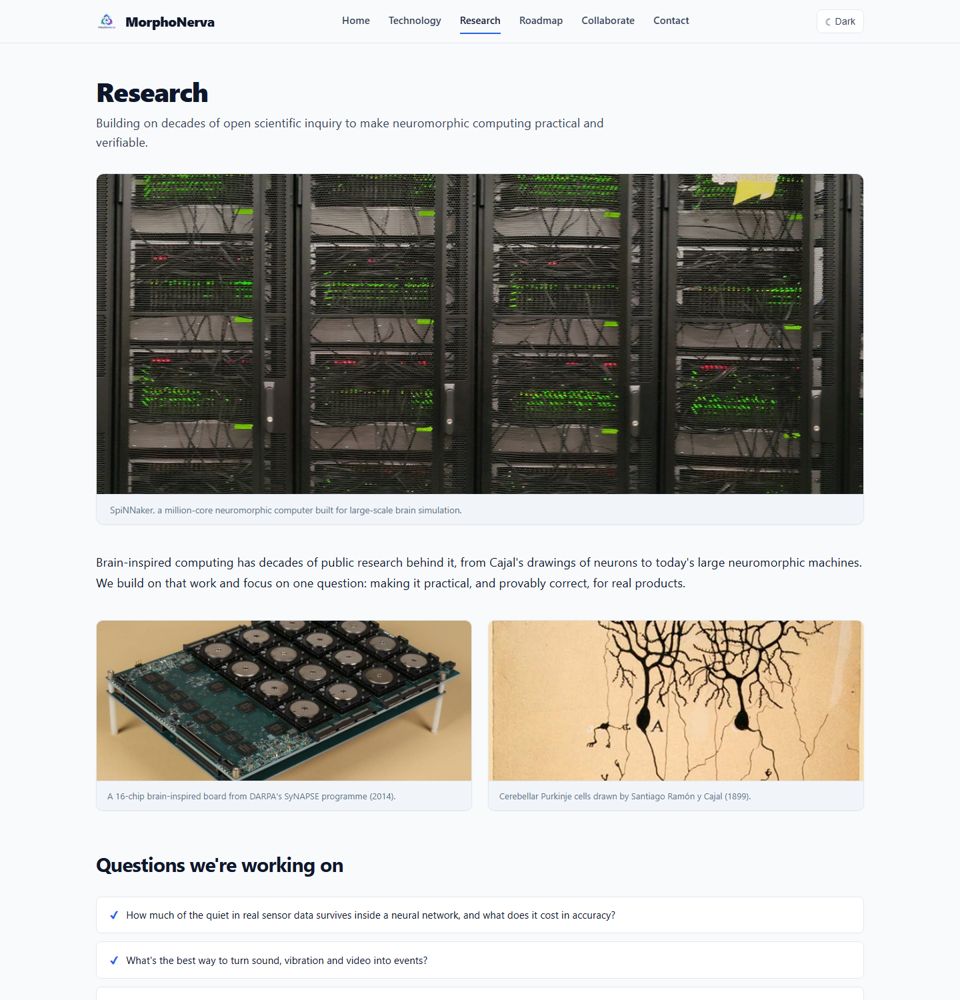 MorphoNerva
Home Technology Research Roadmap Collaborate Contact
☾ Dark
Research
Building on decades of open scientific inquiry to make neuromorphic computing practical and
verifiable.
SpiNNaker. a million-core neuromorphic computer built for large-scale brain simulation.
Brain-inspired computing has decades of public research behind it, from Cajal's drawings of neurons to today's large neuromorphic machines.
We build on that work and focus on one question: making it practical, and provably correct, for real products.
A
A 16-chip brain-inspired board from DARPA's SyNAPSE programme (2014).
Cerebellar Purkinje cells drawn by Santiago Ramón y Cajal (1899).
Questions we're working on
✓ How much of the quiet in real sensor data survives inside a neural network, and what does it cost in accuracy?
✓ What's the best way to turn sound, vibration and video into events?